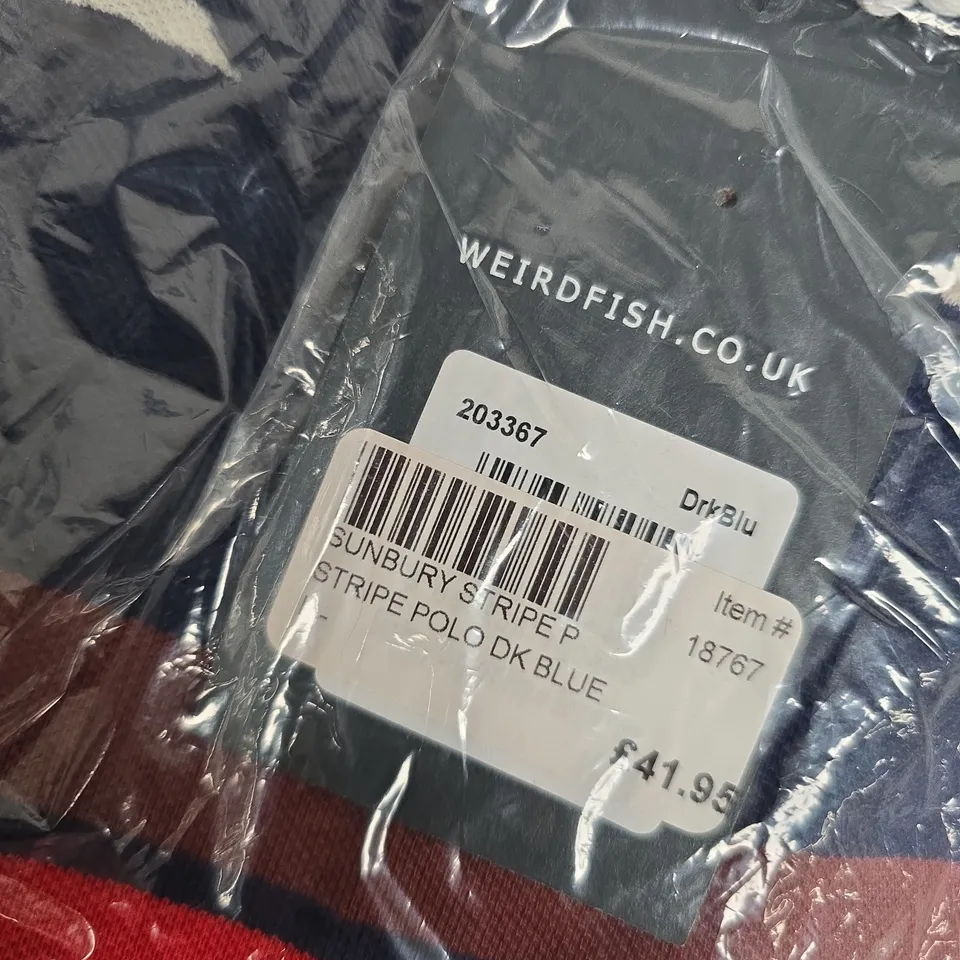 WEIRDFISH.CO.UK
203367
DrkBlu
SUNBURY STRIPE P
STRIPE POLO DK BLUE
-
Item #
18767
£41.95